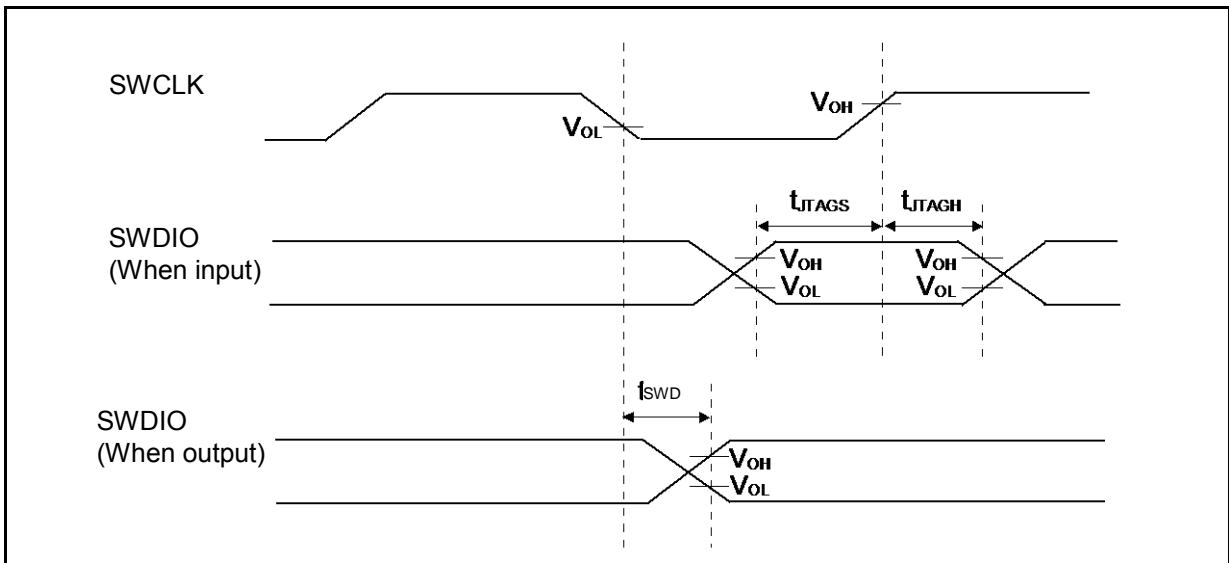 SWCLK
VOL
VOH
tJTAGS
tJTAGH
SWDIO
(When input)
VOH
VOL
VOH
VOL
tSWD
SWDIO
(When output)
VOH
VOL